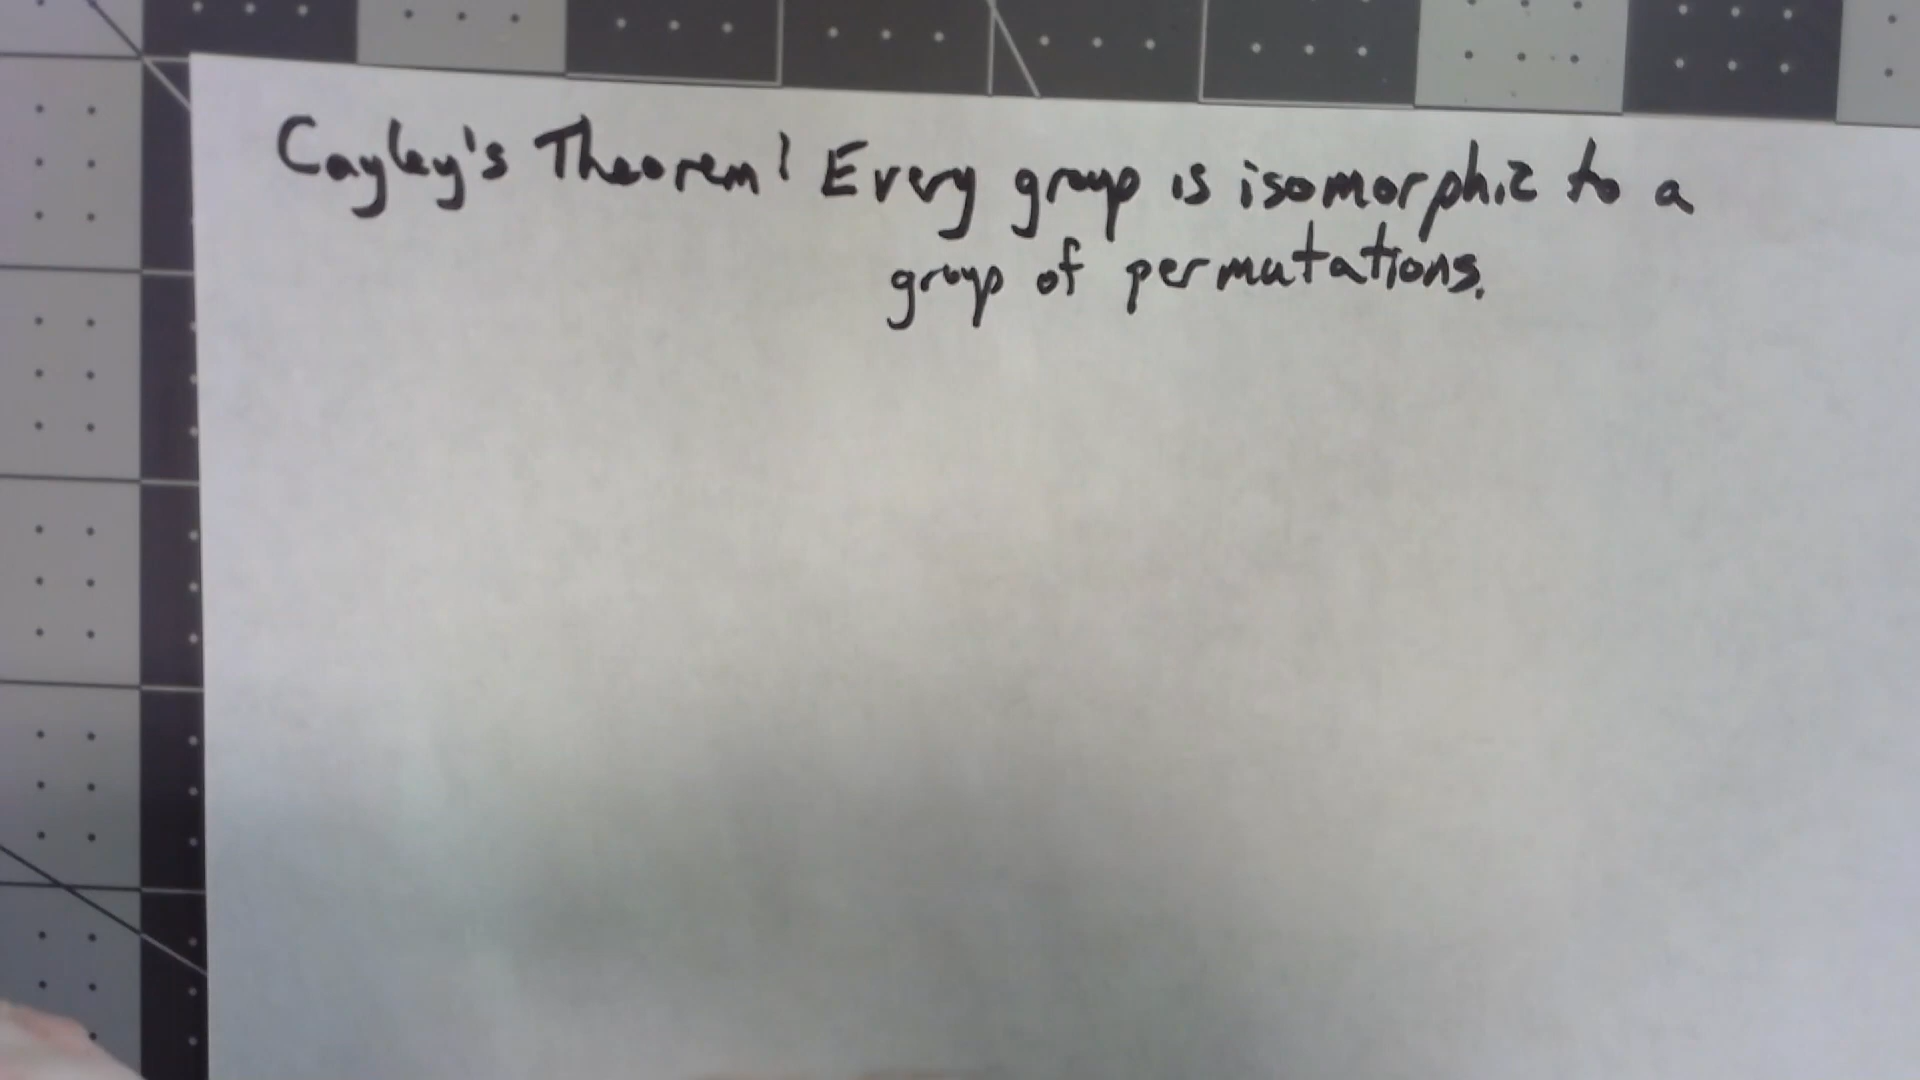 Cayley's Theorem! Every group is isomorphic to a
group of permutations.